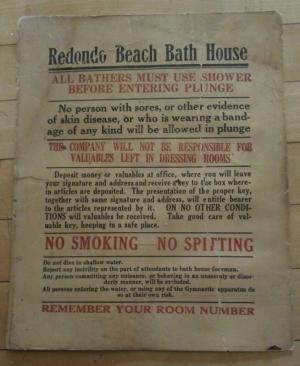 Redondo Beach Bath House
ALL BATHERS MUST USE SHOWER
BEFORE ENTERING PLUNGE
No person with sores, or other evidence
of skin disease, or who is wearing a band-
age of any kind will be allowed in plunge
THE COMPANY WILL NOT BE RESPONSIBLE FOR
VALUABLES LEFT IN DRESSING ROOMS
Deposit money or valuables at office, where you will leave
your signature and address and receive a key to the box where-
in articles are deposited. The presentation of the proper key,
together with same signature and address, will entitle bearer
to the articles represented by it. ON NO OTHER CONDI-
TIONS will valuables be received. Take good care of val-
uable key, keeping in a safe place.
NO SMOKING NO SPITTING
Do not dive in shallow water.
Report any incivility on the part of attendants to bath house foreman.
Any person committing any nuisance, or behaving in an unseemly or disor-
derly manner, will be excluded.
All persons entering the water, or using any of the Gymnastic apparatus do
so at their own risk.
REMEMBER YOUR ROOM NUMBER